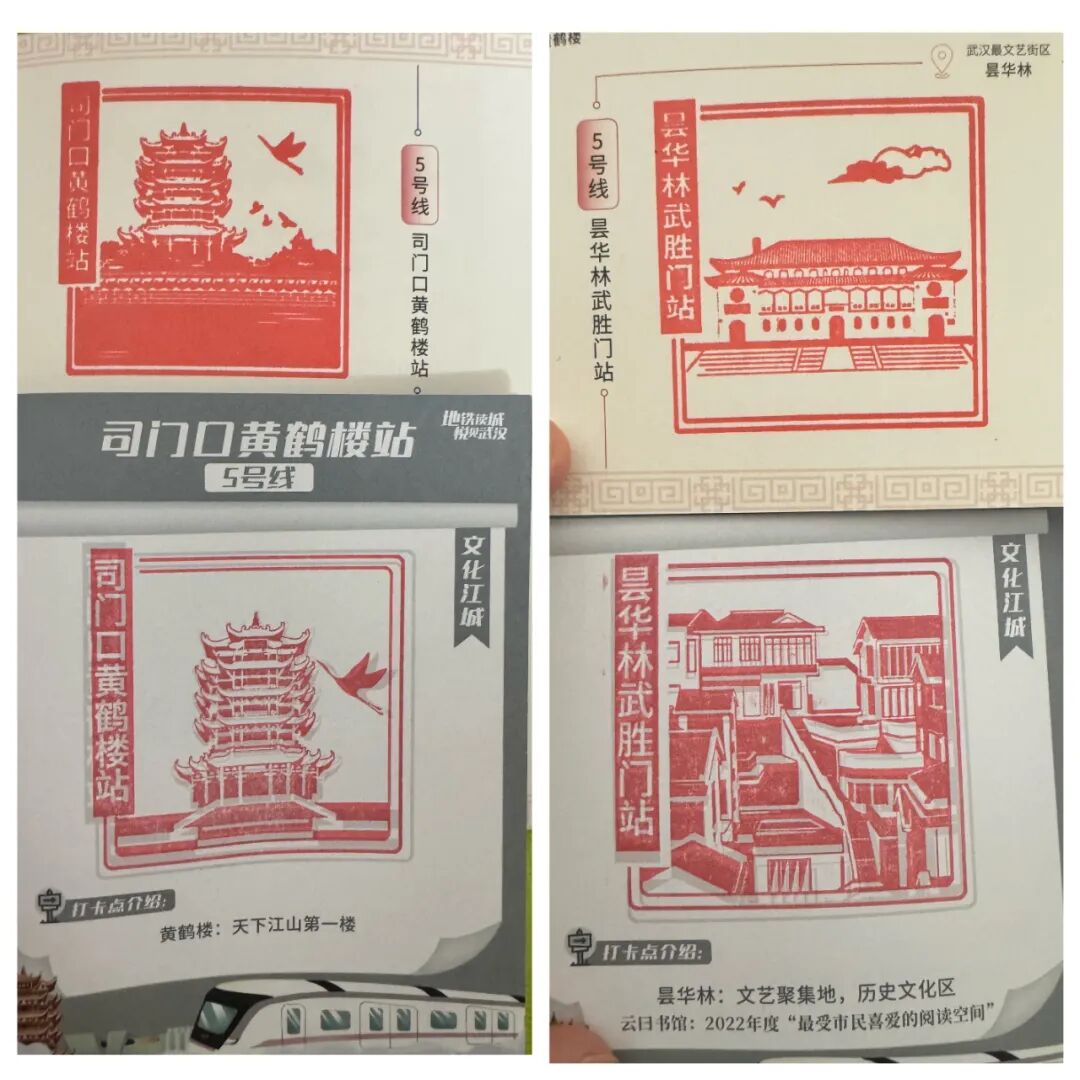 司门口黄鹤楼站
5号线
司门口黄鹤楼站
黄鹤楼
武汉最文艺街区
昙华林
5号线
昙华林武胜门站
昙华林武胜门站
司门口黄鹤楼站
5号线
地铁读城
悦见武汉
文化江城
司门口黄鹤楼站
打卡点介绍:
黄鹤楼：天下江山第一楼
文化江城
昙华林武胜门站
打卡点介绍:
昙华林：文艺聚集地，历史文化区
云日书馆：2022年度“最受市民喜爱的阅读空间”